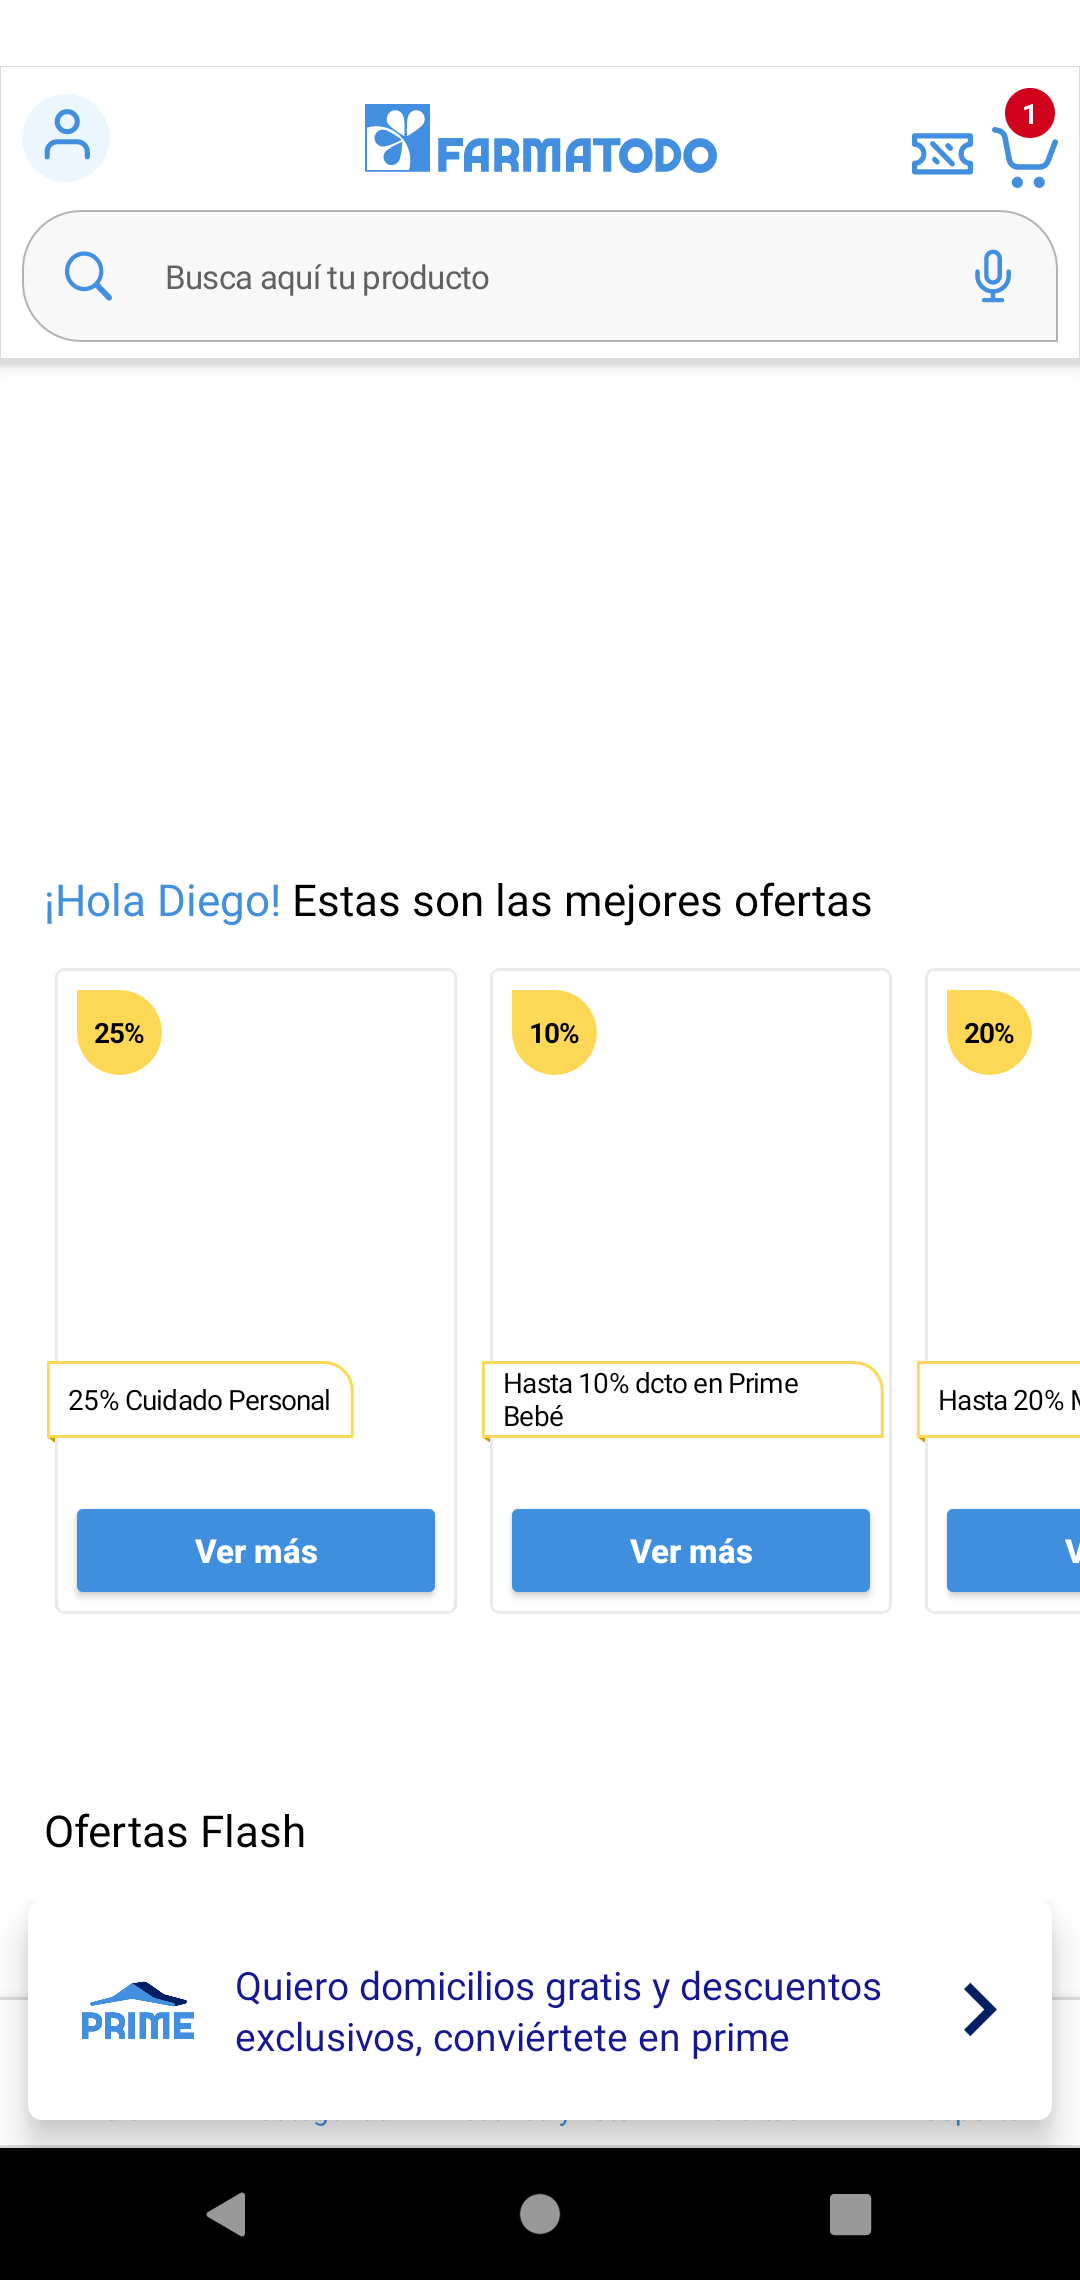 1
FARMATODO
Busca aquí tu producto
¡Hola Diego! Estas son las mejores ofertas
25%
10%
20%
25% Cuidado Personal
Hasta 10% dcto en Prime
Bebé
Hasta 20%
Ver más
Ver más
Ofertas Flash
PRIME
Quiero domicilios gratis y descuentos
exclusivos, conviértete en prime